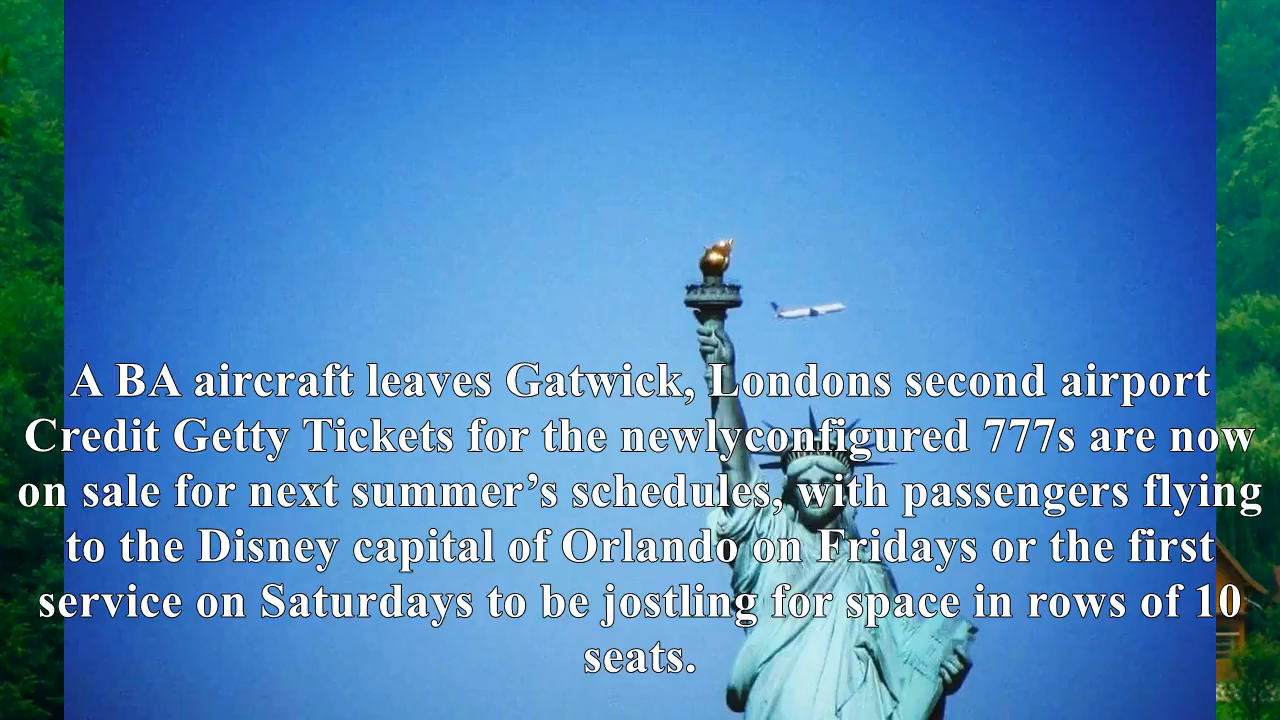 A BA aircraft leaves Gatwick, Londons second airport
Credit Getty Tickets for the newlyconfigured 777s are now
on sale for next summer’s schedules, with passengers flying
to the Disney capital of Orlando on Fridays or the first
service on Saturdays to be jostling for space in rows of 10
seats.